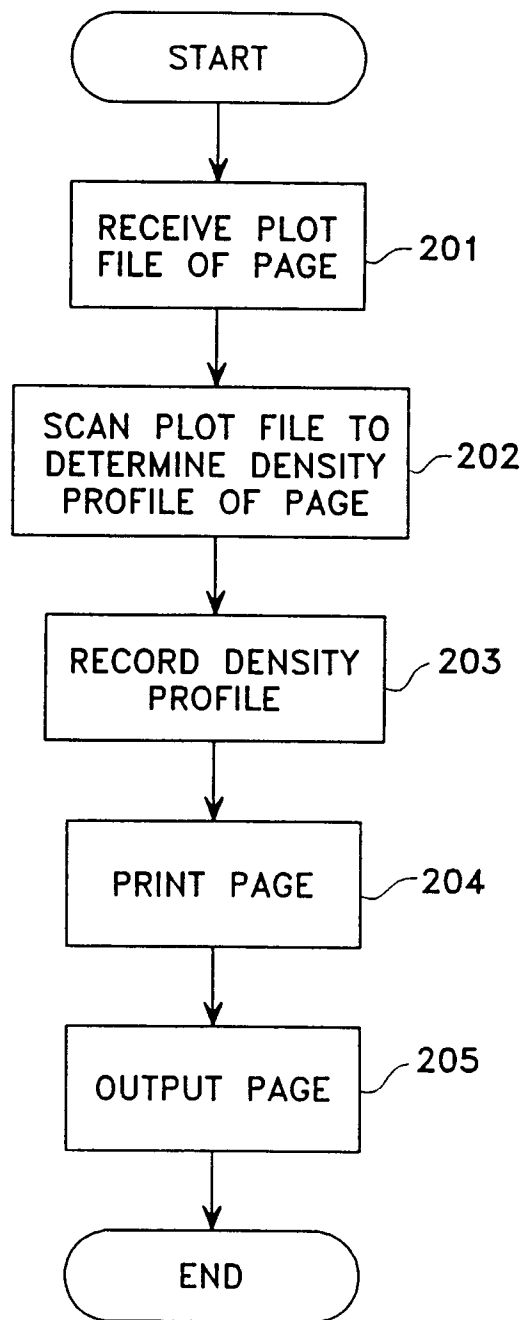 START
RECEIVE PLOT
FILE OF PAGE
201
SCAN PLOT FILE TO
DETERMINE DENSITY
PROFILE OF PAGE
202
RECORD DENSITY
PROFILE
203
PRINT PAGE
204
OUTPUT PAGE
205
END